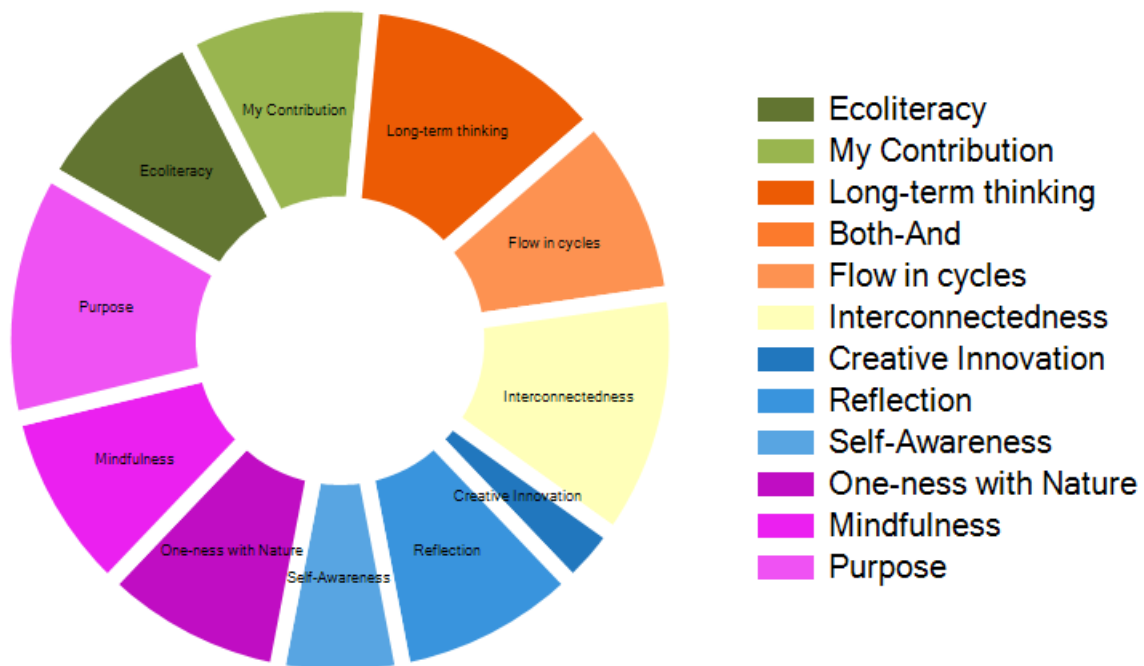 My Contribution
Long-term thinking
Ecoliteracy
Flow in cycles
Purpose
Interconnectedness
Mindfulness
Creative Innovation
One-ness with Nature
Reflection
Self-Awareness
Ecoliteracy
My Contribution
Long-term thinking
Both-And
Flow in cycles
Interconnectedness
Creative Innovation
Reflection
Self-Awareness
One-ness with Nature
Mindfulness
Purpose